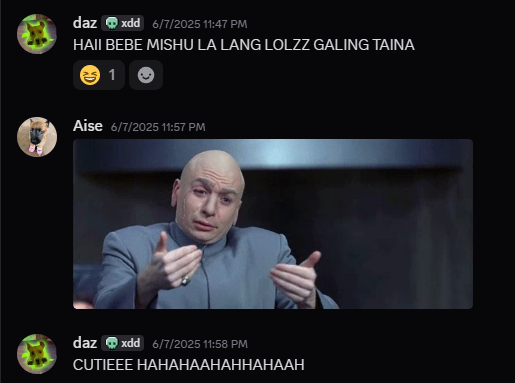 daz xdd 6/7/2025 11:47 PM
HAII BEBE MISHU LA LANG LOLZZ GALING TAINA
1
Aise 6/7/2025 11:57 PM
daz xdd 6/7/2025 11:58 PM
CUTIEEE HAHAHAAHAHHAHAAH